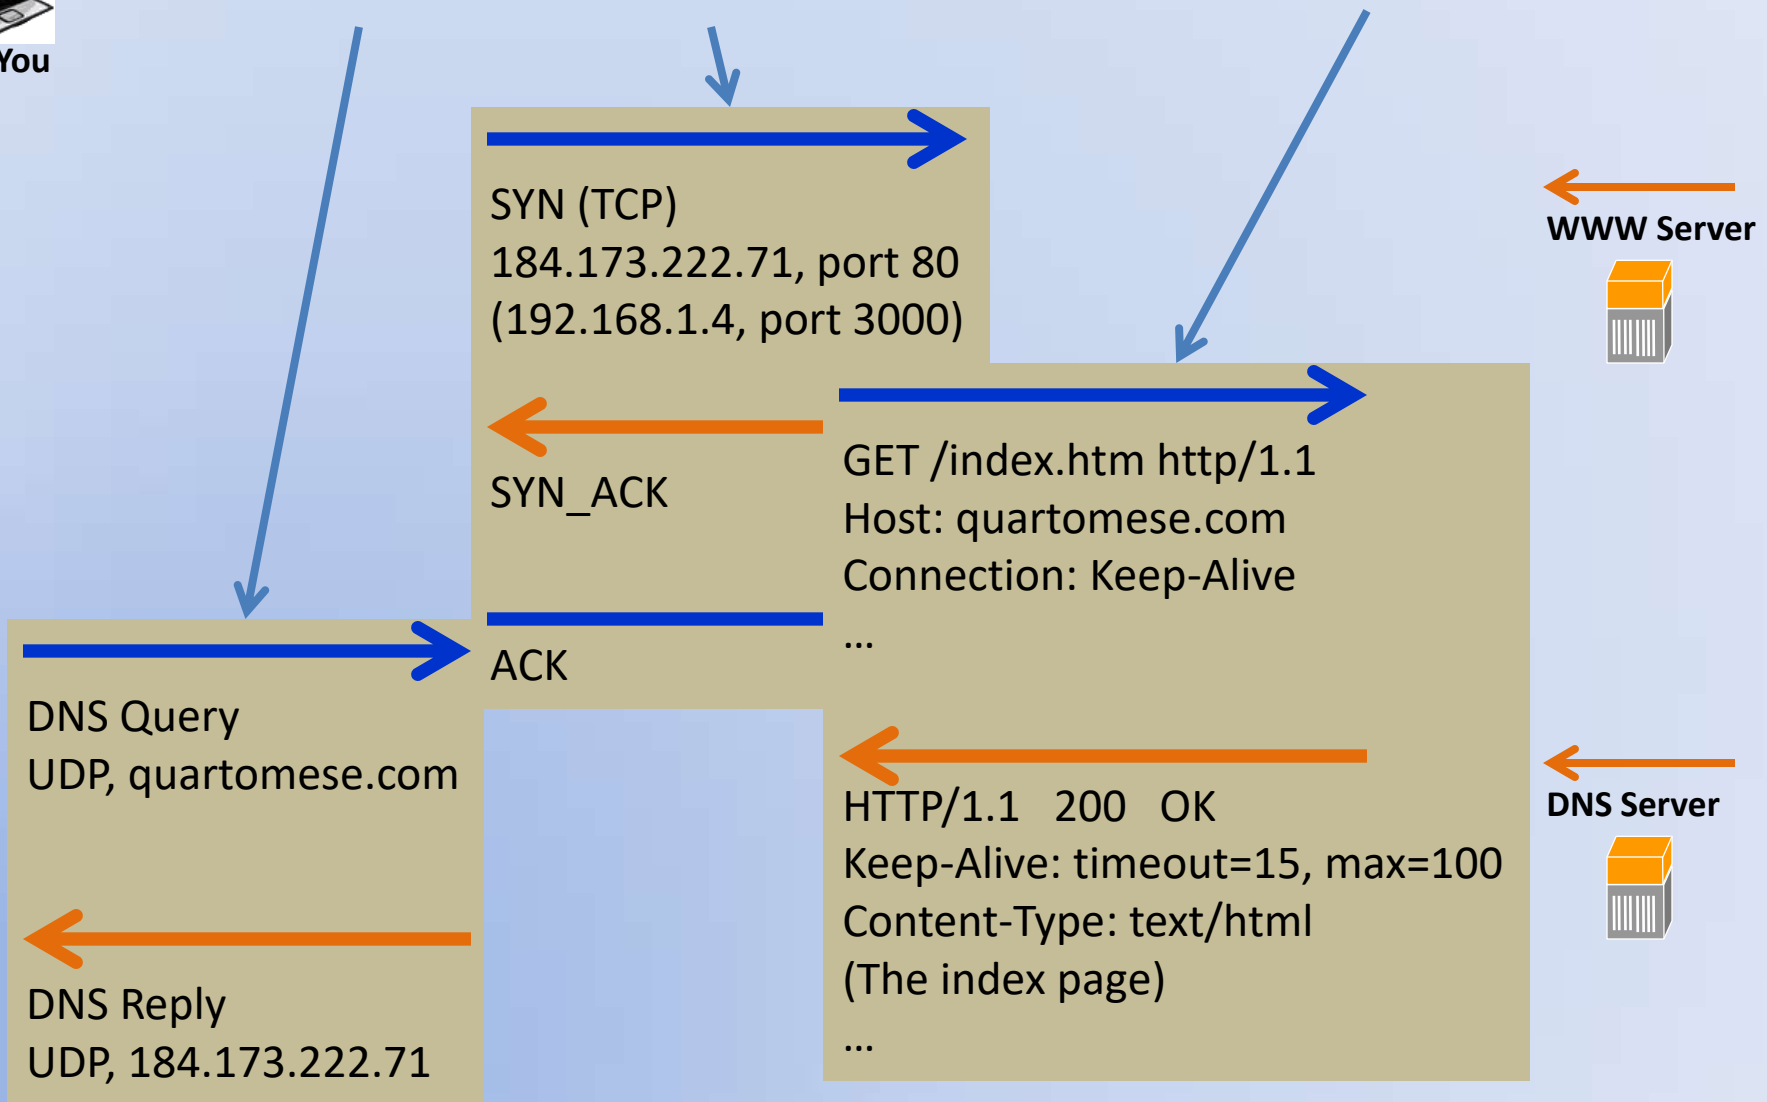 You
SYN (TCP)
184.173.222.71, port 80
(192.168.1.4, port 3000)
SYN_ACK
ACK
DNS Query
UDP, quartomese.com
DNS Reply
UDP, 184.173.222.71
GET /index.htm http/1.1
Host: quartomese.com
Connection: Keep-Alive
...
HTTP/1.1   200   OK
Keep-Alive: timeout=15, max=100
Content-Type: text/html
(The index page)
...
WWW Server
DNS Server